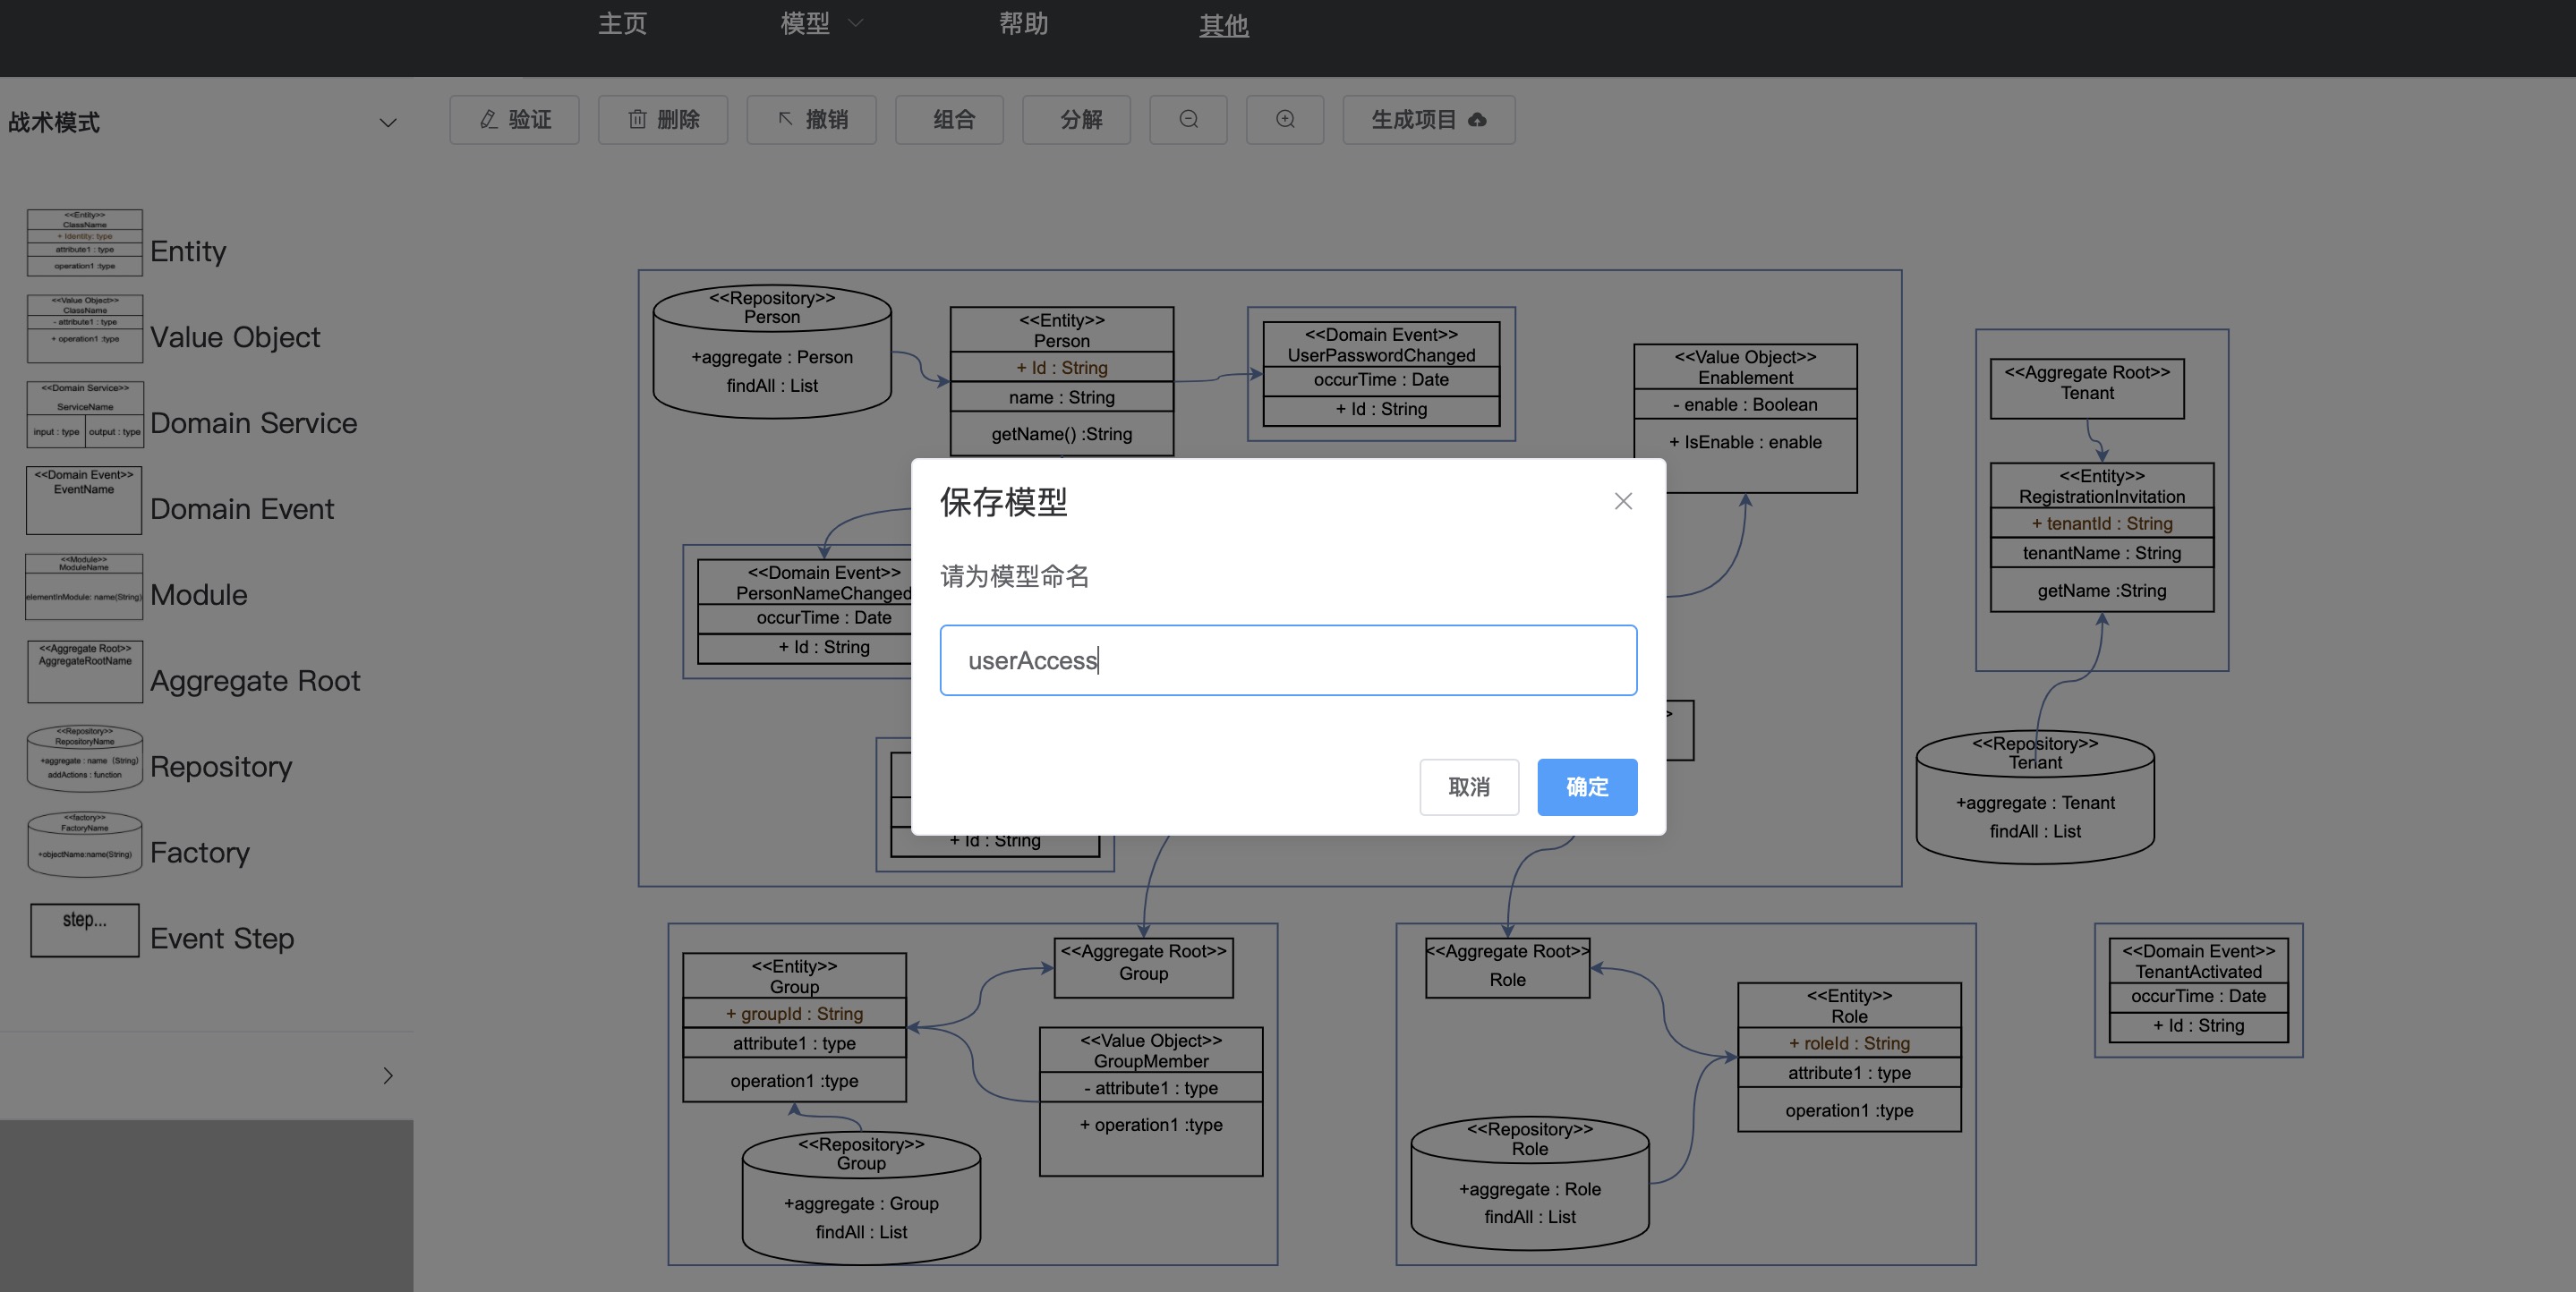 主页
模型
帮助
其他
战术模式
验证
删除
撤销
组合
分解
生成项目
<<Entity>>
ClassName
+ Identity: type
attribute1 : type
operation1 :type
Entity
<<Value Object>>
ClassName
- attribute1 : type
+ operation1 :type
Value Object
<<Domain Service>>
ServiceName
input : type
output : type
Domain Service
<<Domain Event>>
EventName
Domain Event
<<Module>>
ModuleName
elementInModule: name(String)
Module
<<Aggregate Root>>
AggregateRootName
Aggregate Root
<<Repository>>
RepositoryName
+aggregate : name (String)
addActions : function
Repository
<<factory>>
FactoryName
+objectName:name(String)
Factory
step...
Event Step
<<Repository>>
Person
+aggregate : Person
findAll : List
<<Entity>>
Person
+ Id : String
name : String
getName() :String
<<Domain Event>>
UserPasswordChanged
occurTime : Date
+ Id : String
<<Value Object>>
Enablement
- enable : Boolean
+ IsEnable : enable
<<Aggregate Root>>
Tenant
<<Entity>>
RegistrationInvitation
+ tenantId : String
tenantName : String
getName :String
<<Domain Event>>
PersonNameChanged
occurTime : Date
+ Id : String
保存模型
请为模型命名
userAccess
取消
确定
>
+ Id : String
<<Repository>>
Tenant
+aggregate : Tenant
findAll : List
<<Entity>>
Group
+ groupId : String
attribute1 : type
operation1 :type
<<Aggregate Root>>
Group
<<Value Object>>
GroupMember
- attribute1 : type
+ operation1 :type
<<Repository>>
Group
+aggregate : Group
findAll : List
<<Aggregate Root>>
Role
<<Entity>>
Role
+ roleId : String
attribute1 : type
operation1 :type
<<Repository>>
Role
+aggregate : Role
findAll : List
<<Domain Event>>
TenantActivated
occurTime : Date
+ Id : String